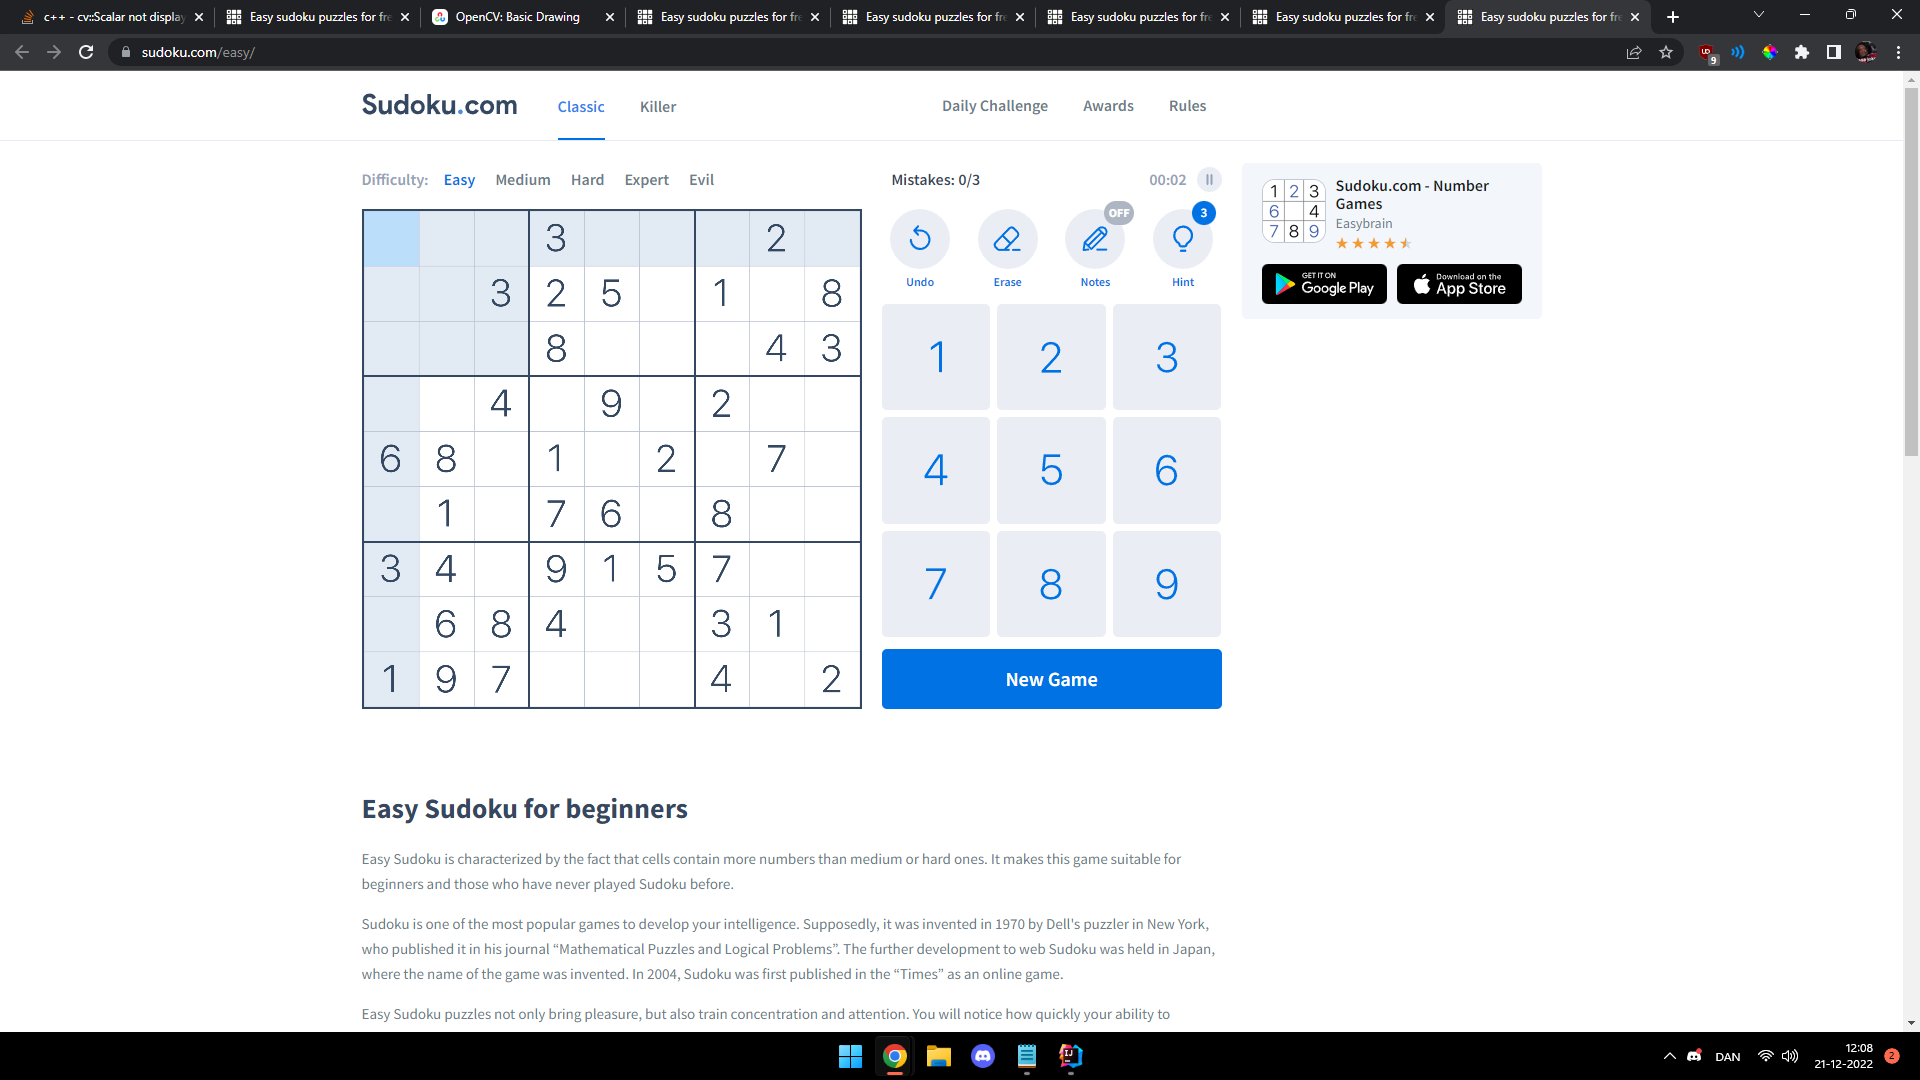 c++ - cv::Scalar not display
Easy sudoku puzzles for fre
OpenCV: Basic Drawing
Easy sudoku puzzles for fre
Easy sudoku puzzles for fre
Easy sudoku puzzles for fre
Easy sudoku puzzles for fre
Easy sudoku puzzles for fre
sudoku.com/easy/
9
Sudoku.com Classic Killer Daily Challenge Awards Rules
Difficulty: Easy Medium Hard Expert Evil
Mistakes: 0/3 00:02
3 2
3 2 5 1 8
8 4 3
4 9 2
6 8 1 2 7
1 7 6 8
3 4 9 1 5 7
6 8 4 3 1
1 9 7 4 2
OFF 3
Undo Erase Notes Hint
1 2 3
4 5 6
7 8 9
New Game
1 2 3
6 4
7 8 9
Sudoku.com - Number
Games
Easybrain
GET IT ON
Google Play
Download on the
App Store
Easy Sudoku for beginners
Easy Sudoku is characterized by the fact that cells contain more numbers than medium or hard ones. It makes this game suitable for
beginners and those who have never played Sudoku before.
Sudoku is one of the most popular games to develop your intelligence. Supposedly, it was invented in 1970 by Dell's puzzler in New York,
who published it in his journal “Mathematical Puzzles and Logical Problems”. The further development to web Sudoku was held in Japan,
where the name of the game was invented. In 2004, Sudoku was first published in the “Times” as an online game.
Easy Sudoku puzzles not only bring pleasure, but also train concentration and attention. You will notice how quickly your ability to
DAN
12:08
21-12-2022
2